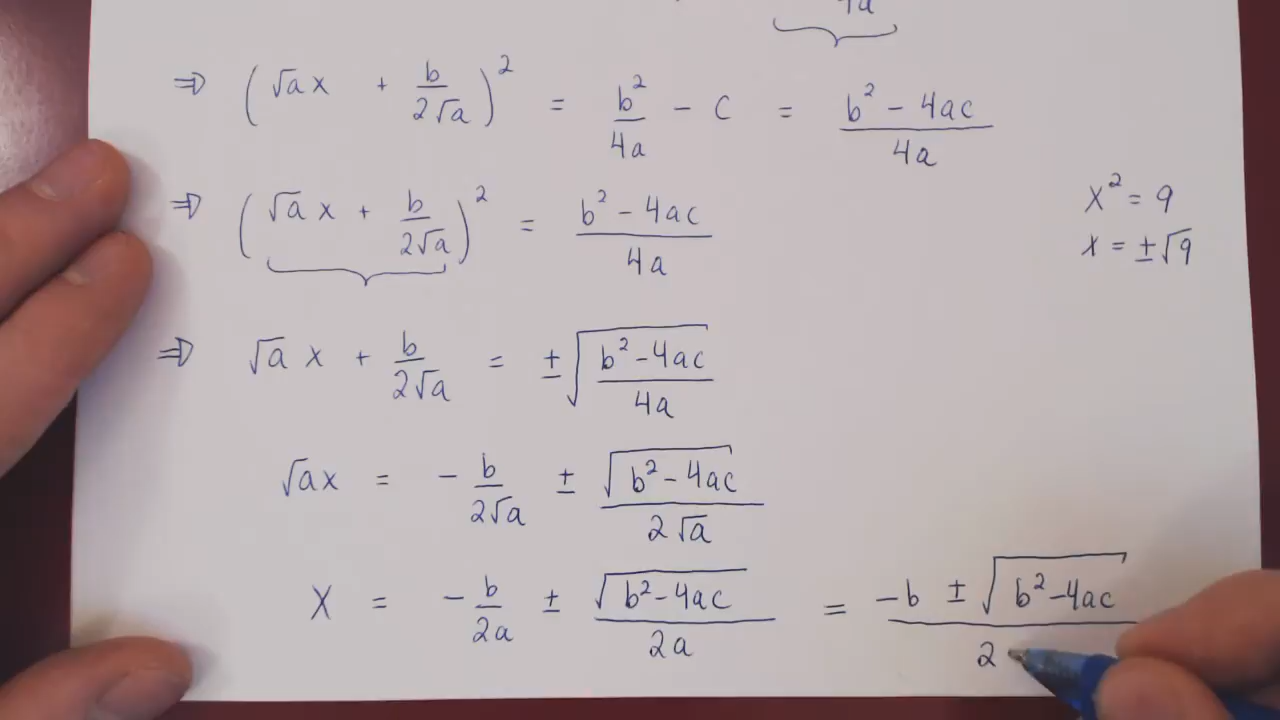 4a
⇒ (√a x + b/(2√a))² = b²/4a - c = (b² - 4ac)/4a
⇒ (√a x + b/(2√a))² = (b² - 4ac)/4a
x² = 9
x = ±√9
⇒ √a x + b/(2√a) = ±√((b² - 4ac)/4a)
√a x = - b/(2√a) ± √(b² - 4ac)/(2√a)
x = - b/2a ± √(b² - 4ac)/2a = (-b ± √(b² - 4ac))/2